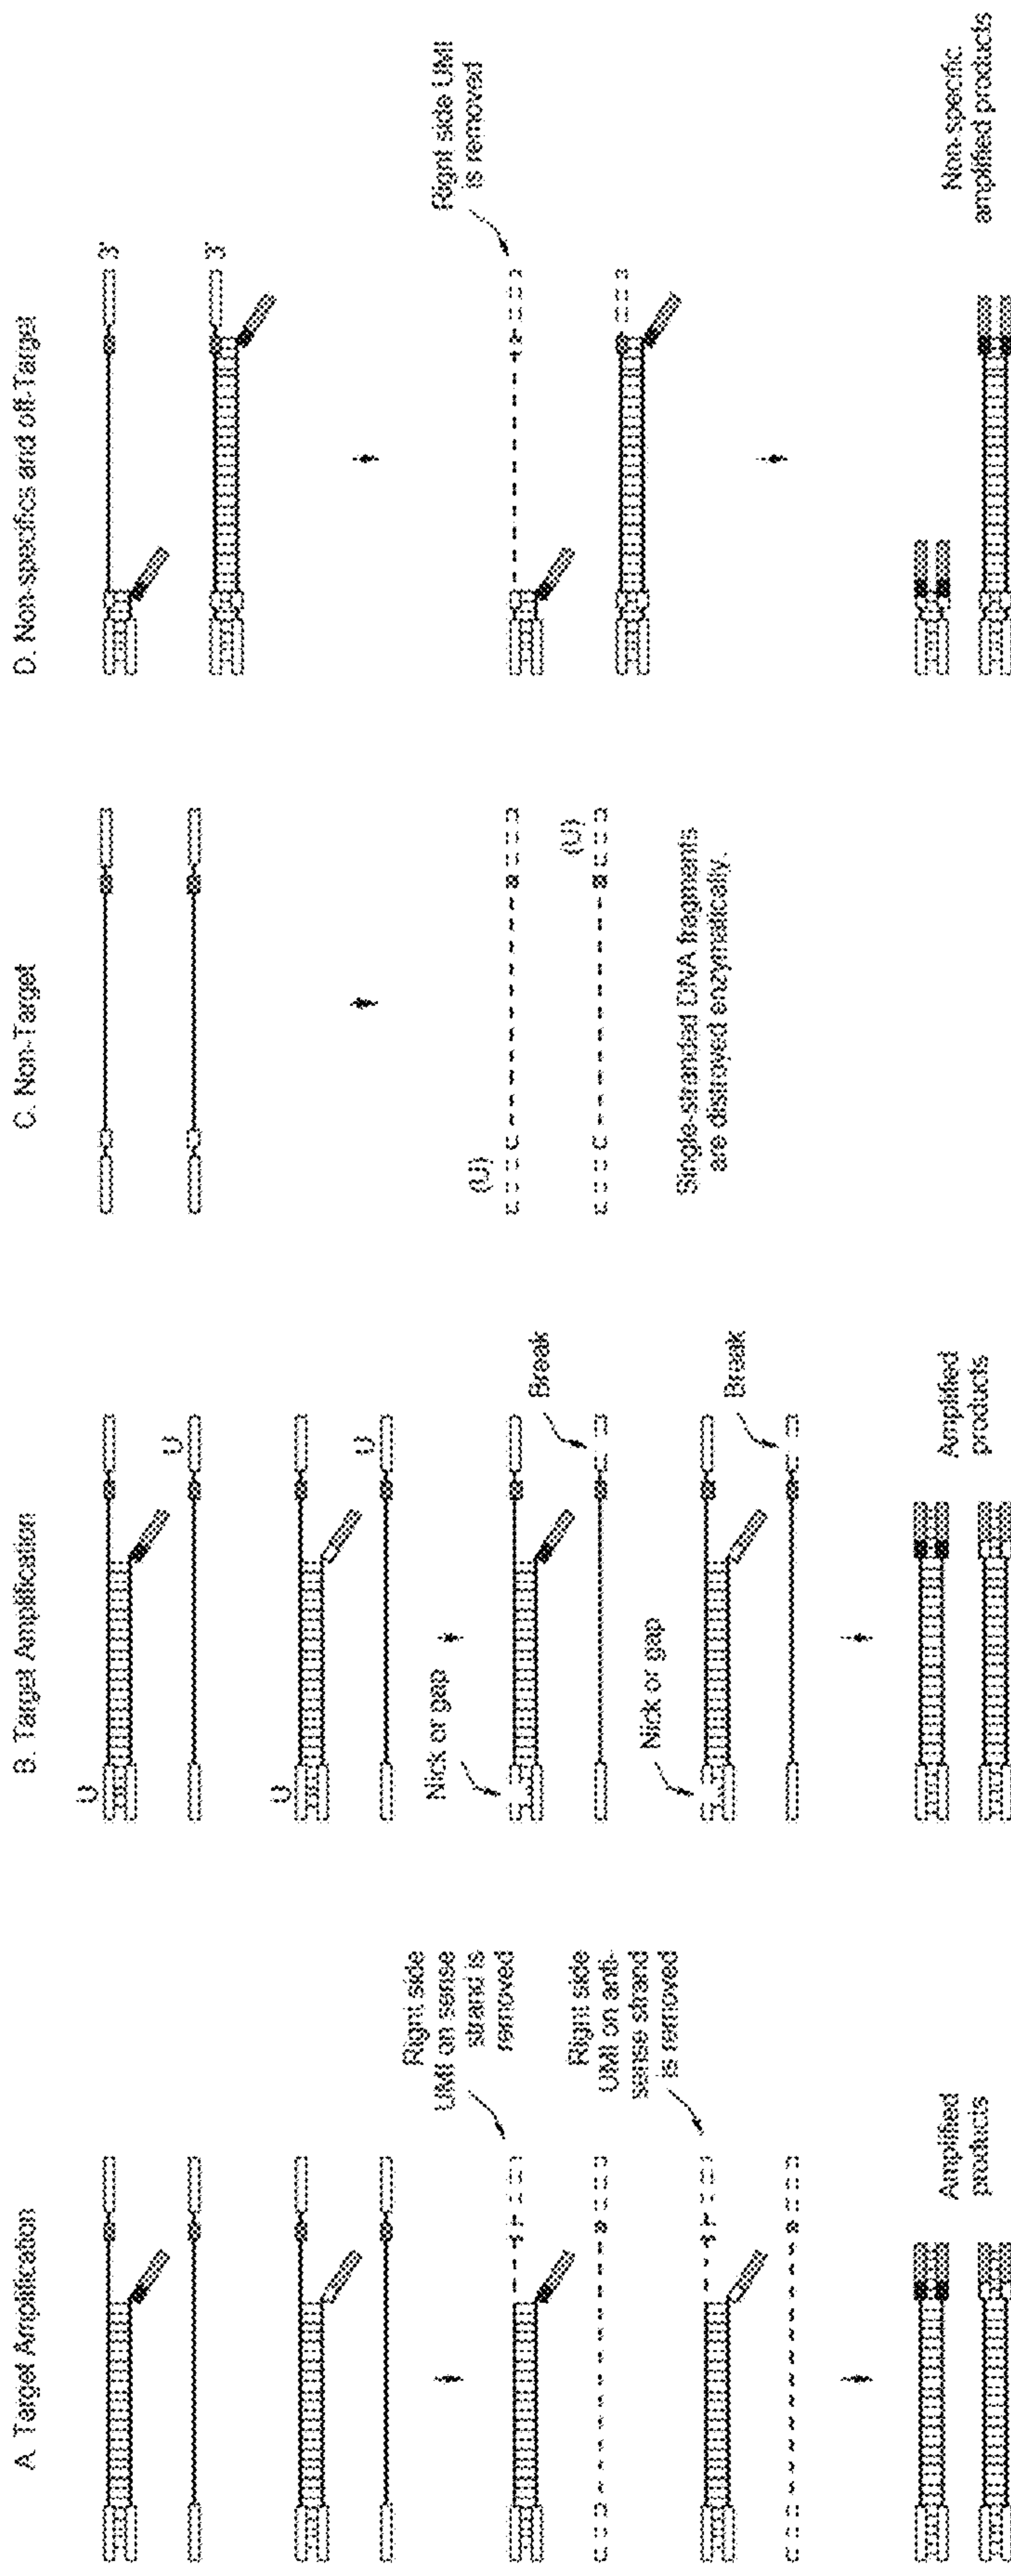 A. Target Amplification
Right side
UMI on sense
strand is
removed
Right side
UMI on anti-
sense strand
is removed
Amplified
products
B. Target Amplification
U
U
U
U
Nick or gap
Break
Nick or gap
Break
Amplified
products
C. Non-Target
(U)
(U)
Single-stranded DNA fragments
are distroyed enzymatically.
D. Non-specifics and off-Target
3'
3'
Right side UMI
is removed
Non-specific
amplified products